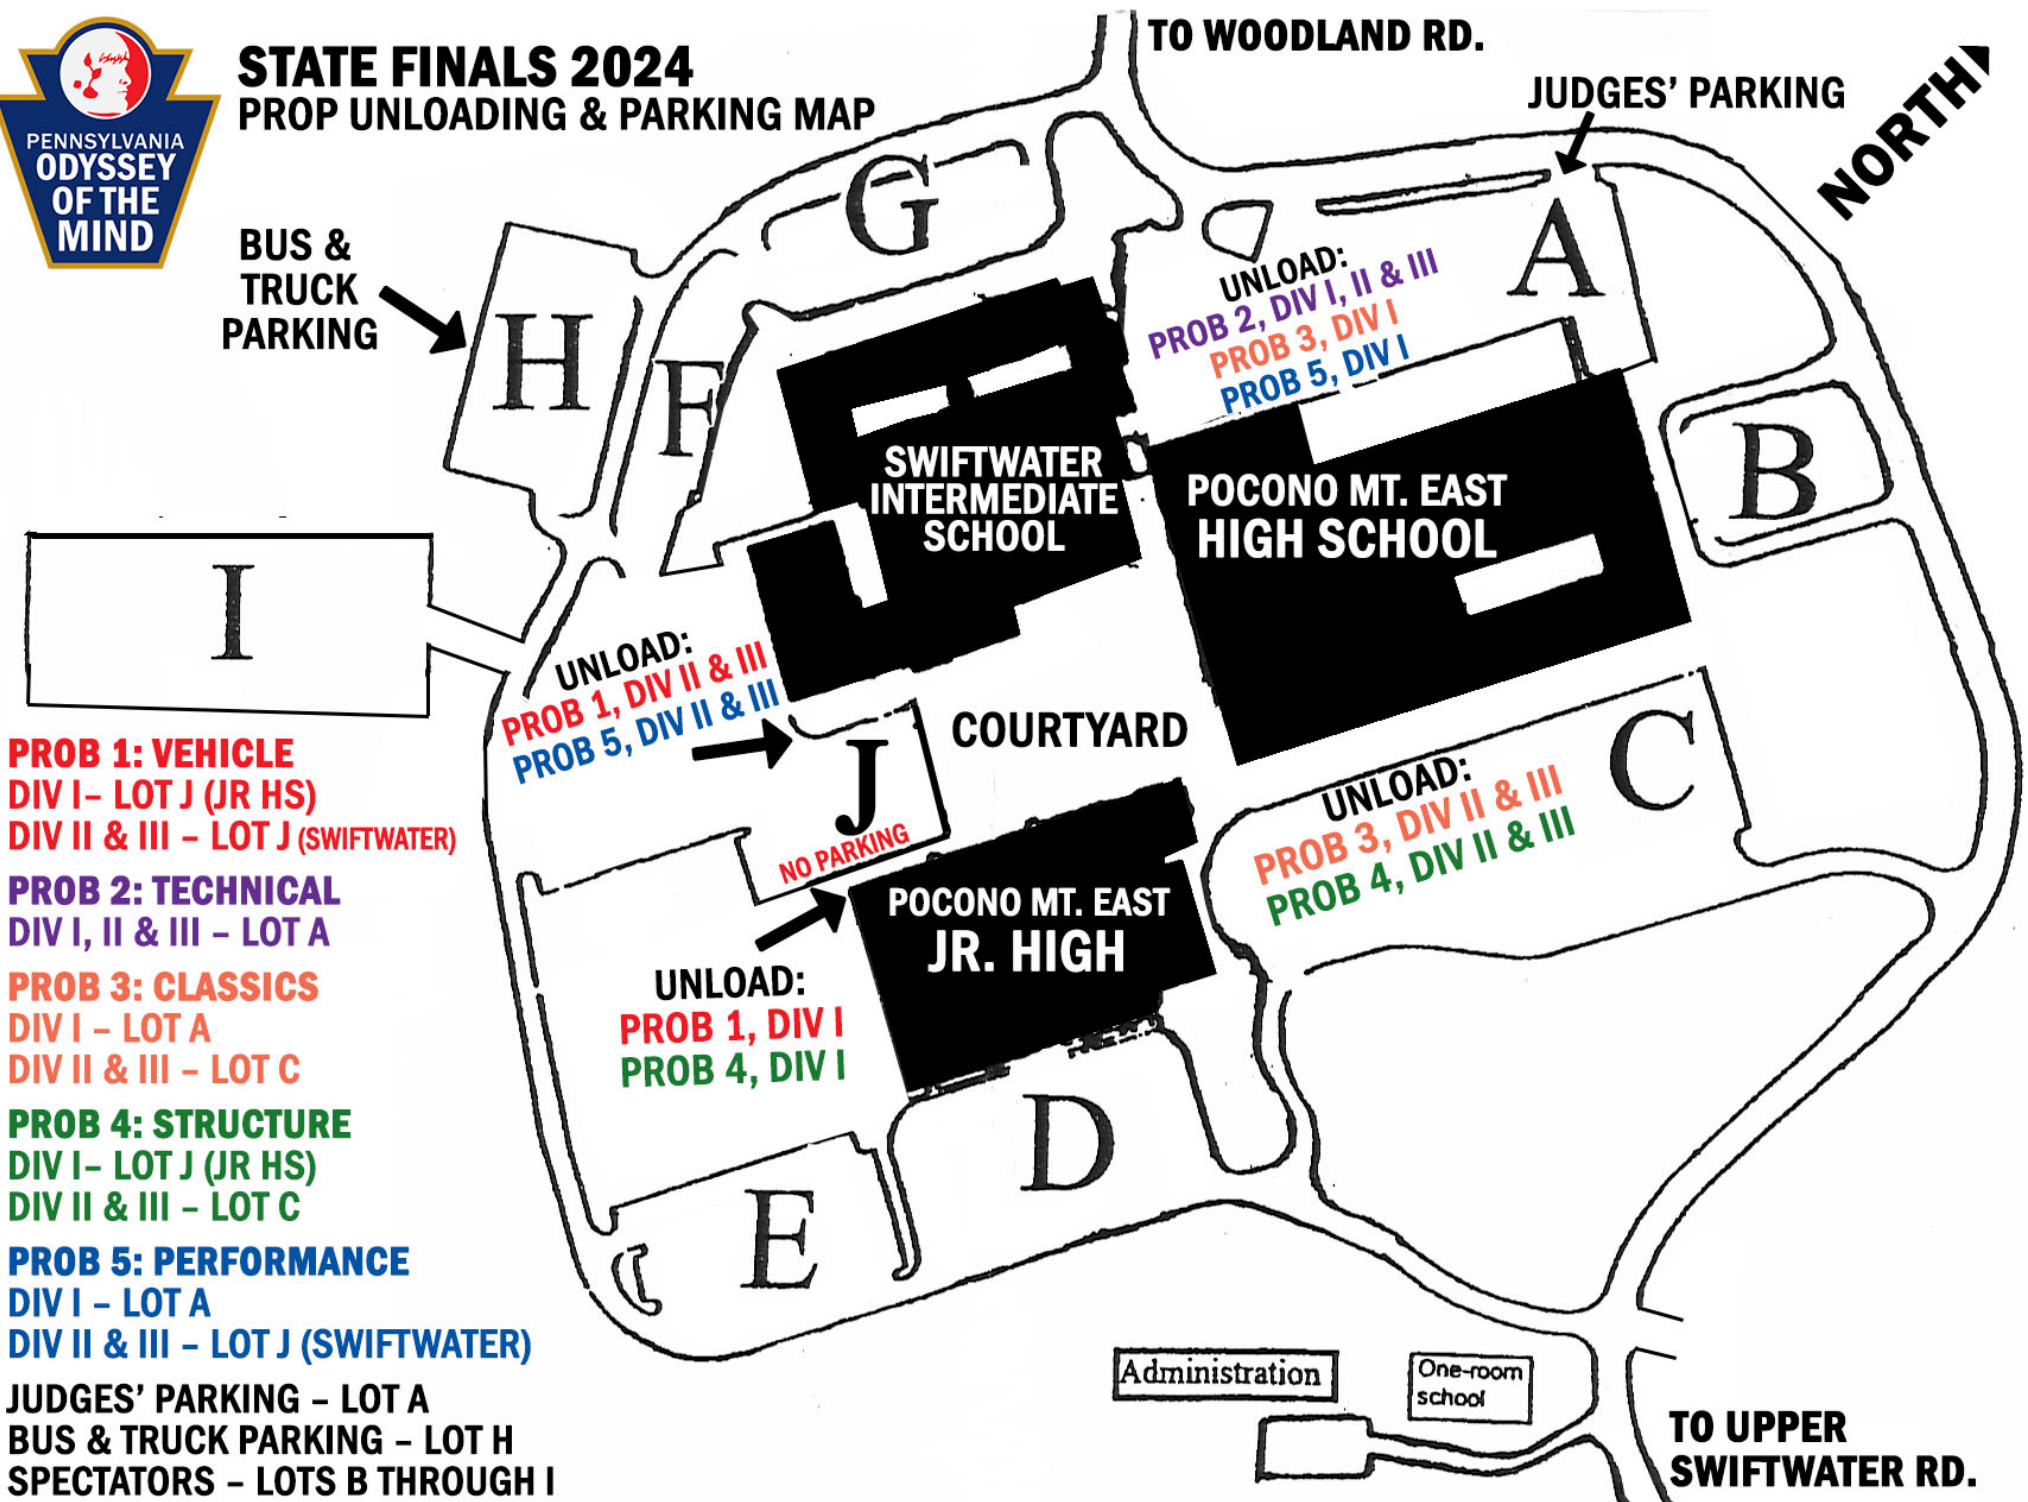 PENNSYLVANIA
ODYSSEY
OF THE
MIND
STATE FINALS 2024
PROP UNLOADING & PARKING MAP
TO WOODLAND RD.
JUDGES' PARKING
NORTH
BUS &
TRUCK
PARKING
G
H
F
A
B
I
UNLOAD:
PROB 2, DIV I, II & III
PROB 3, DIV I
PROB 5, DIV I
SWIFTWATER
INTERMEDIATE
SCHOOL
POCONO MT. EAST
HIGH SCHOOL
UNLOAD:
PROB 1, DIV II & III
PROB 5, DIV II & III
J
NO PARKING
COURTYARD
C
UNLOAD:
PROB 3, DIV II & III
PROB 4, DIV II & III
POCONO MT. EAST
JR. HIGH
UNLOAD:
PROB 1, DIV I
PROB 4, DIV I
D
E
PROB 1: VEHICLE
DIV I– LOT J (JR HS)
DIV II & III – LOT J (SWIFTWATER)
PROB 2: TECHNICAL
DIV I, II & III – LOT A
PROB 3: CLASSICS
DIV I – LOT A
DIV II & III – LOT C
PROB 4: STRUCTURE
DIV I– LOT J (JR HS)
DIV II & III – LOT C
PROB 5: PERFORMANCE
DIV I – LOT A
DIV II & III – LOT J (SWIFTWATER)
JUDGES' PARKING – LOT A
BUS & TRUCK PARKING – LOT H
SPECTATORS – LOTS B THROUGH I
Administration
One-room
school
TO UPPER
SWIFTWATER RD.